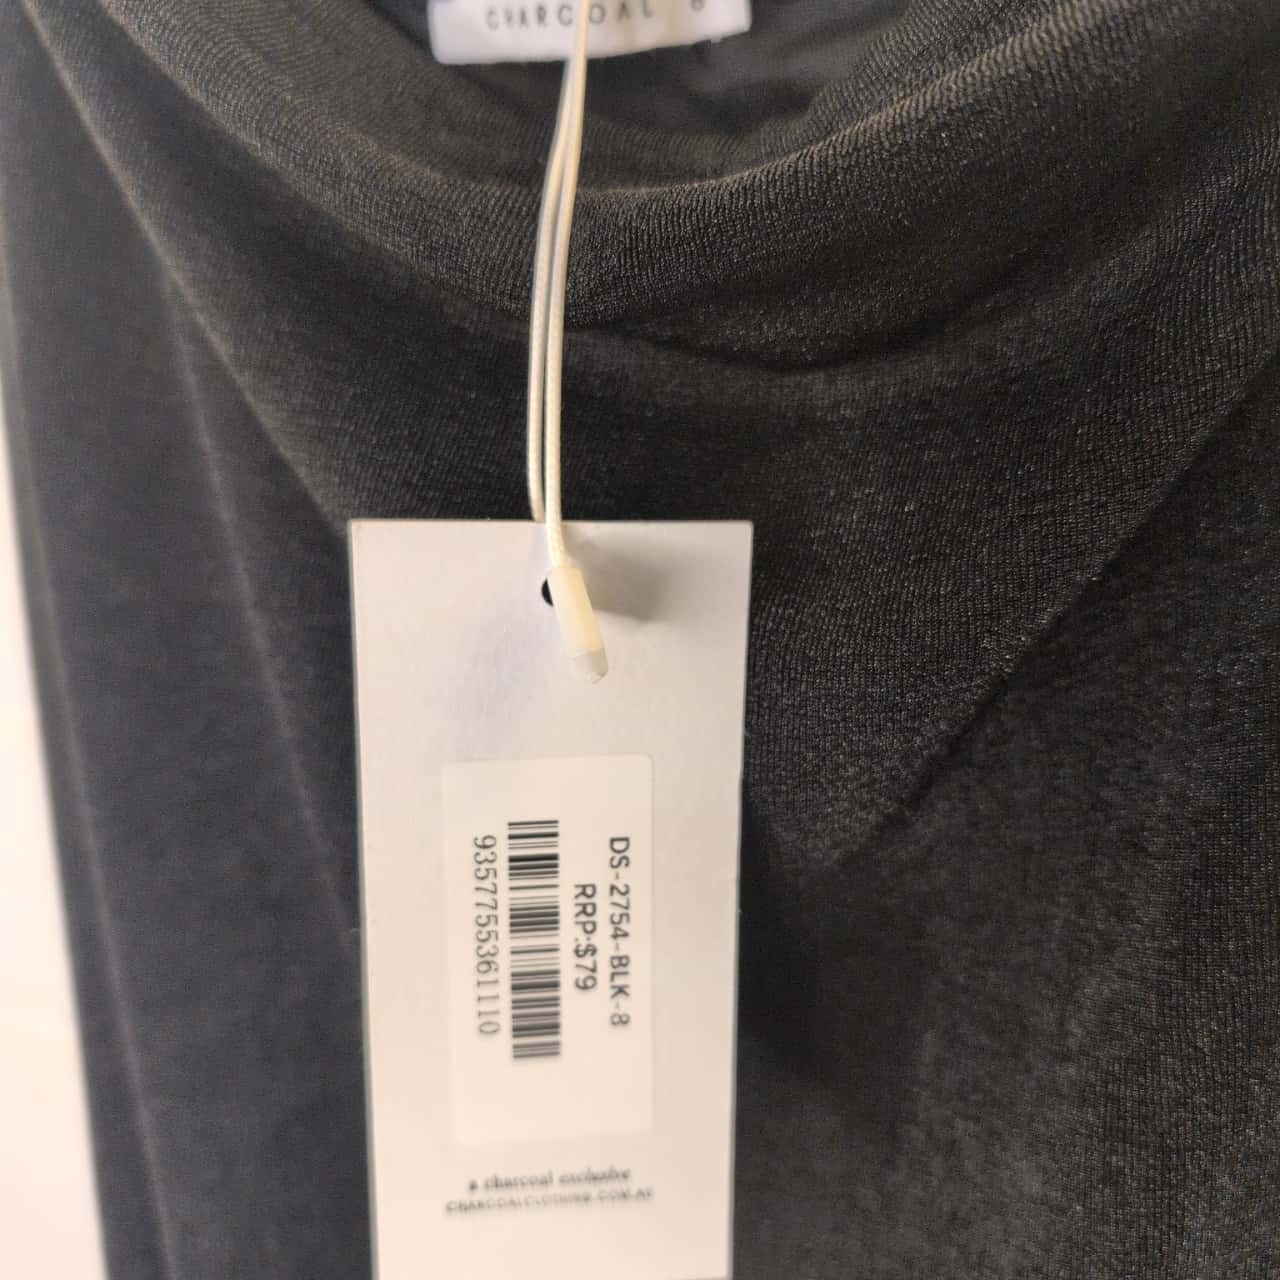 CHARCOAL 8
DS-2754-BLK-8
RRP:$79
9357755361110
a charcoal exclusive
CHARCOALCLOTHING.COM.AU